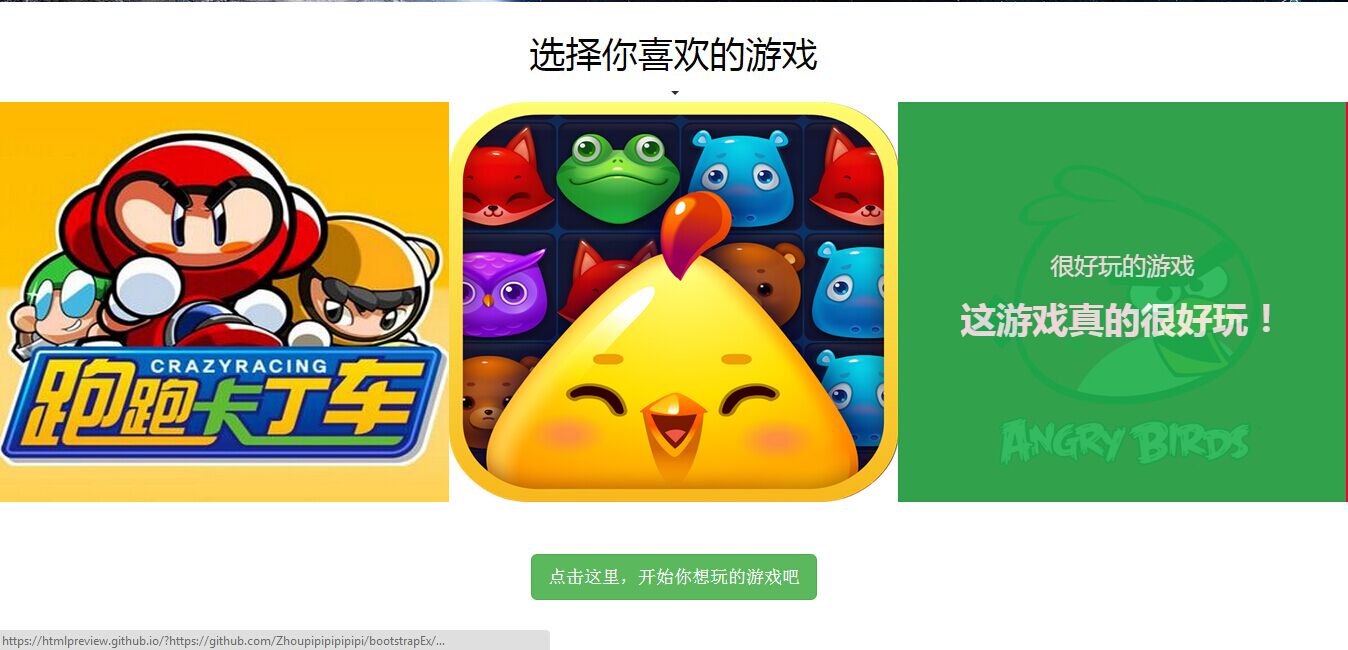 选择你喜欢的游戏
CRAZYRACING
跑跑卡丁车
很好玩的游戏
这游戏真的很好玩！
ANGRY BIRDS
点击这里，开始你想玩的游戏吧
https://htmlpreview.github.io/?https://github.com/Zhoupipipipipi/bootstrapEx/...